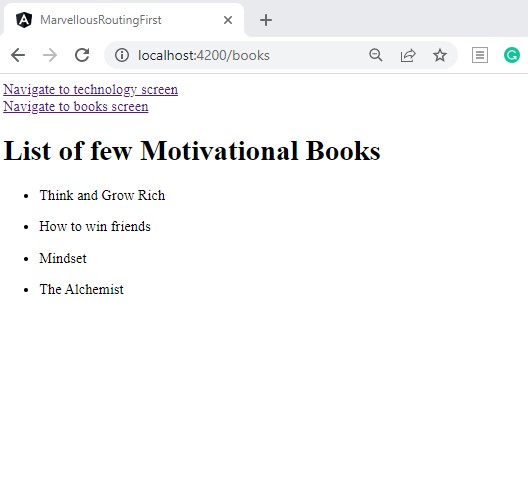 MarvellousRoutingFirst
localhost:4200/books
Navigate to technology screen
Navigate to books screen
List of few Motivational Books
Think and Grow Rich
How to win friends
Mindset
The Alchemist